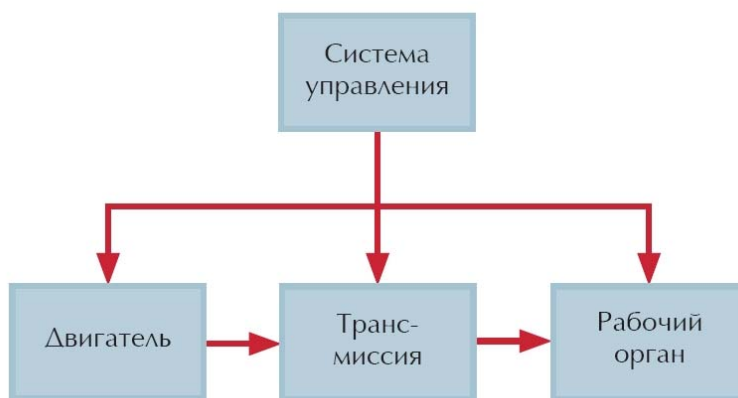 Система
управления
Двигатель
Транс-
миссия
Рабочий
орган